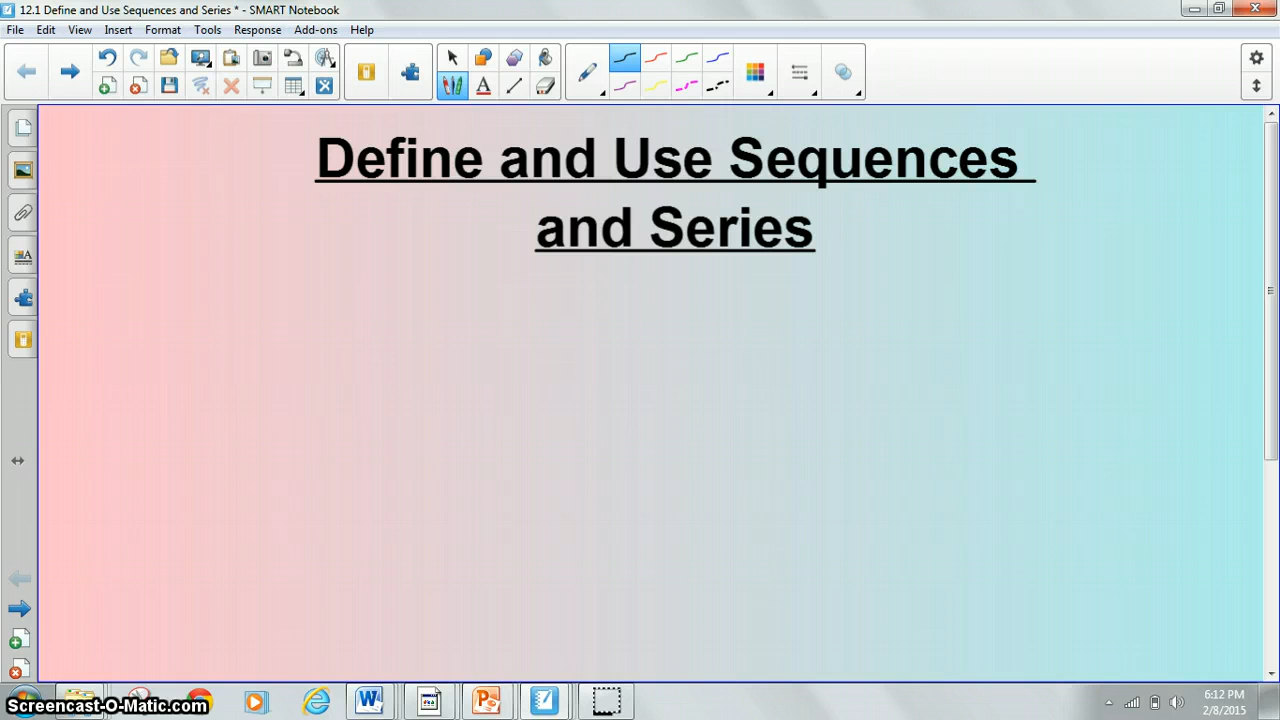 12.1 Define and Use Sequences and Series * - SMART Notebook
File Edit View Insert Format Tools Response Add-ons Help
Define and Use Sequences
and Series
Screencast-O-Matic.com
6:12 PM
2/8/2015